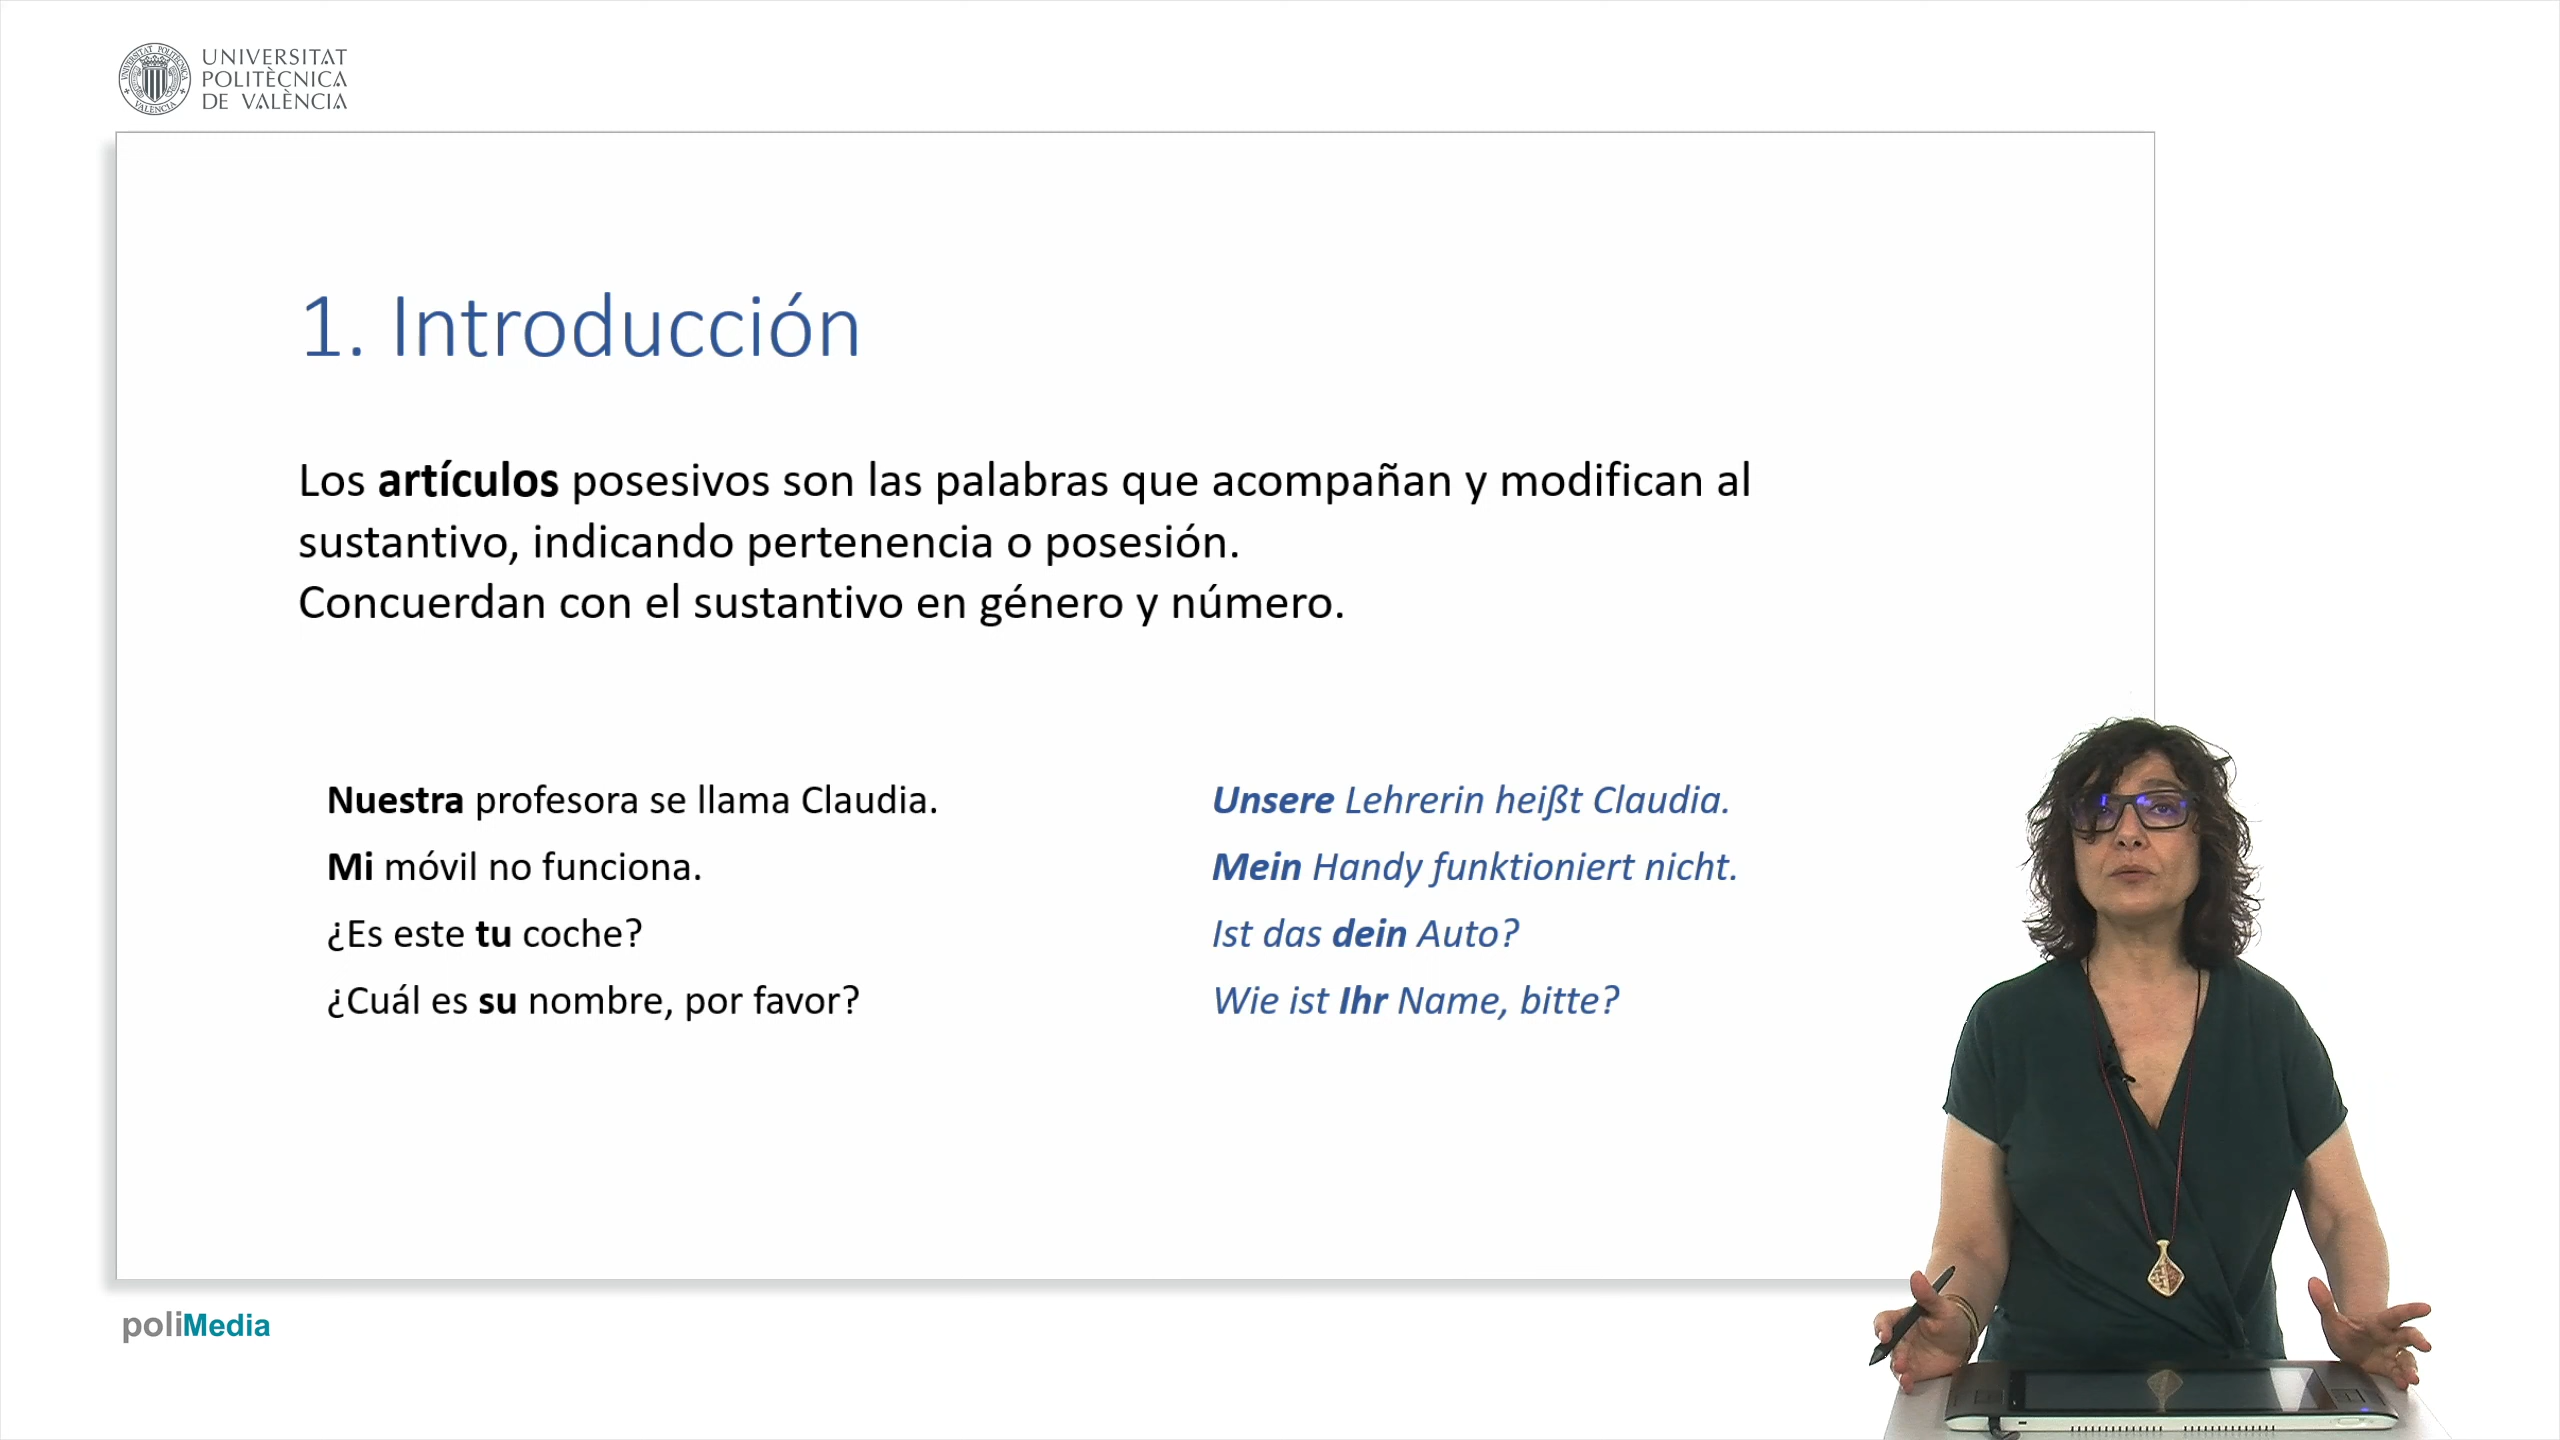 UNIVERSITAT
POLITÈCNICA
DE VALÈNCIA
1. Introducción
Los artículos posesivos son las palabras que acompañan y modifican al
sustantivo, indicando pertenencia o posesión.
Concuerdan con el sustantivo en género y número.
Nuestra profesora se llama Claudia.
Mi móvil no funciona.
¿Es este tu coche?
¿Cuál es su nombre, por favor?
Unsere Lehrerin heißt Claudia.
Mein Handy funktioniert nicht.
Ist das dein Auto?
Wie ist Ihr Name, bitte?
poliMedia